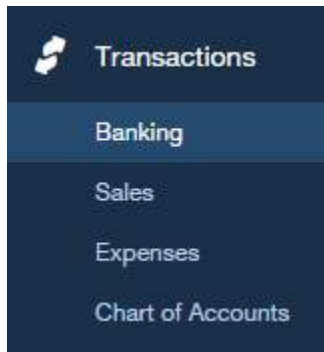 Transactions
Banking
Sales
Expenses
Chart of Accounts